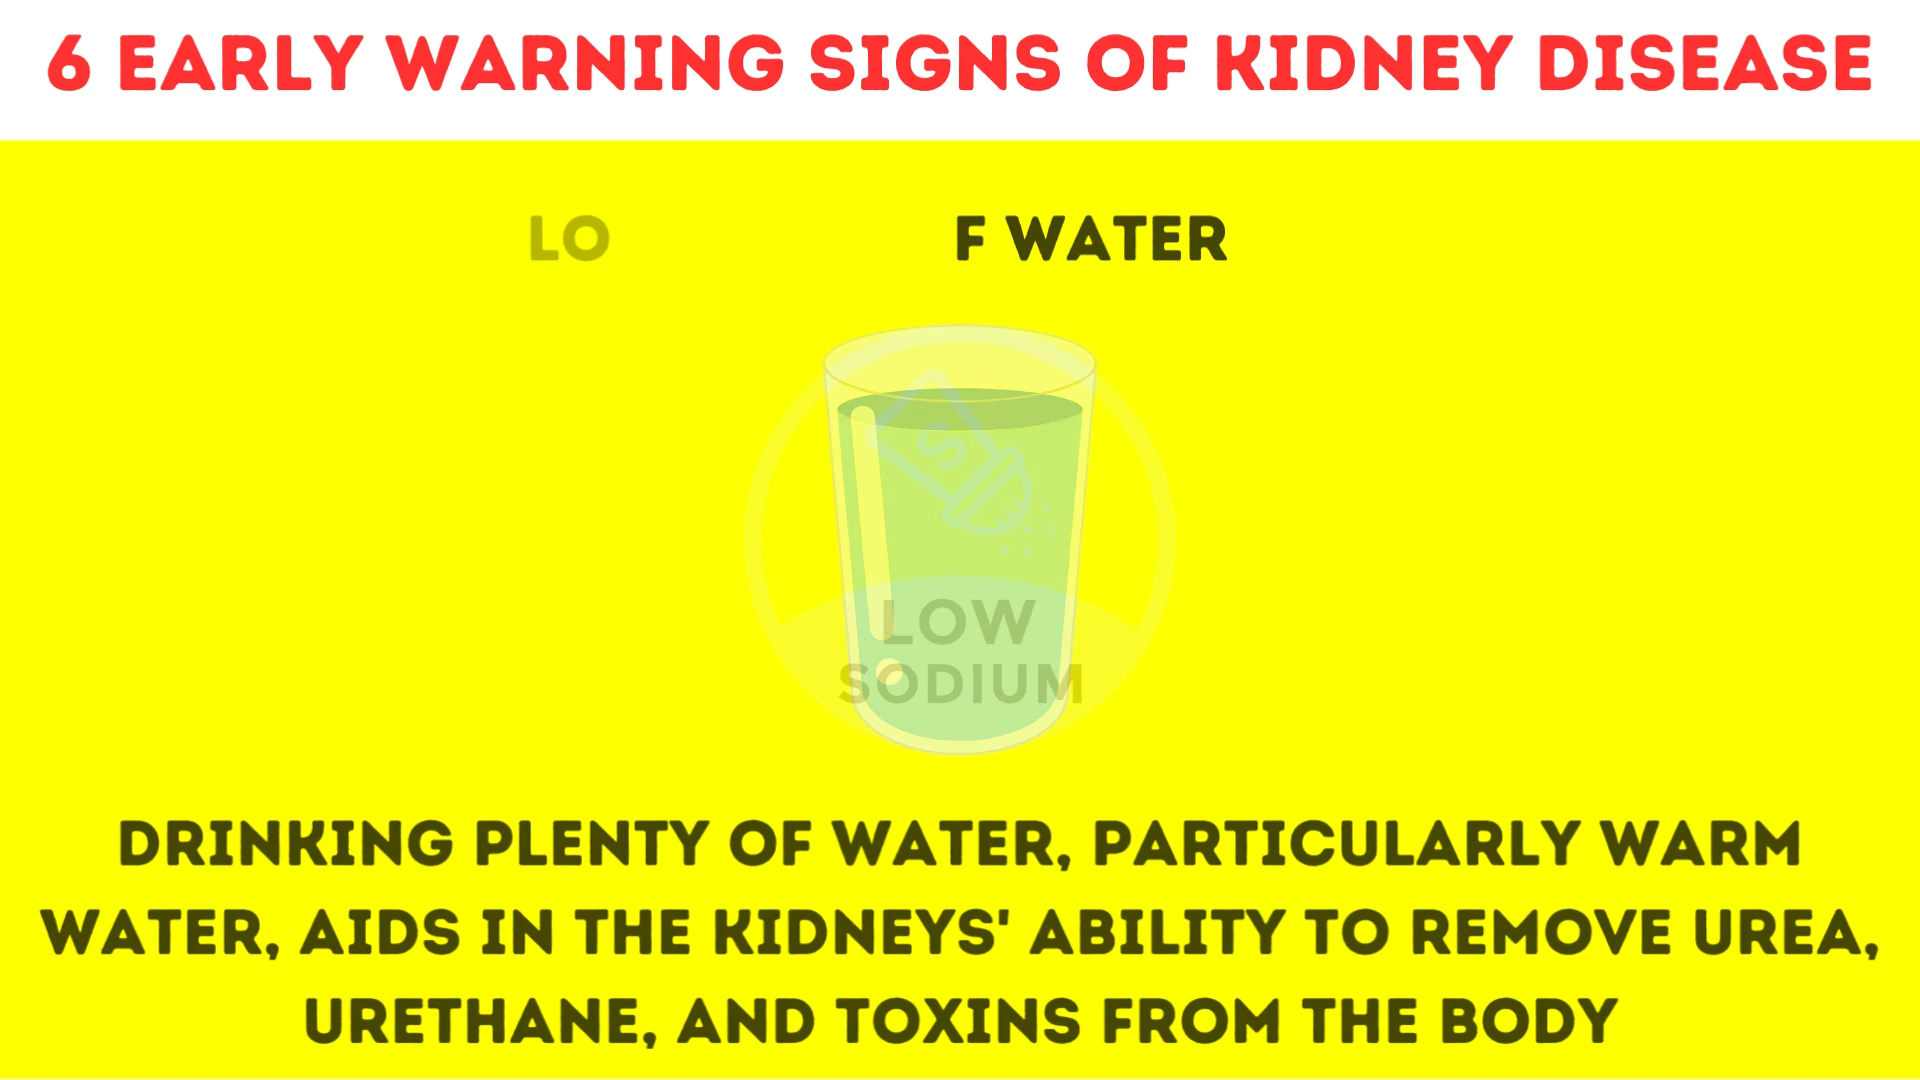 6 EARLY WARNING SIGNS OF KIDNEY DISEASE
LO F WATER
S
LOW
SODIUM
DRINKING PLENTY OF WATER, PARTICULARLY WARM
WATER, AIDS IN THE KIDNEYS' ABILITY TO REMOVE UREA,
URETHANE, AND TOXINS FROM THE BODY